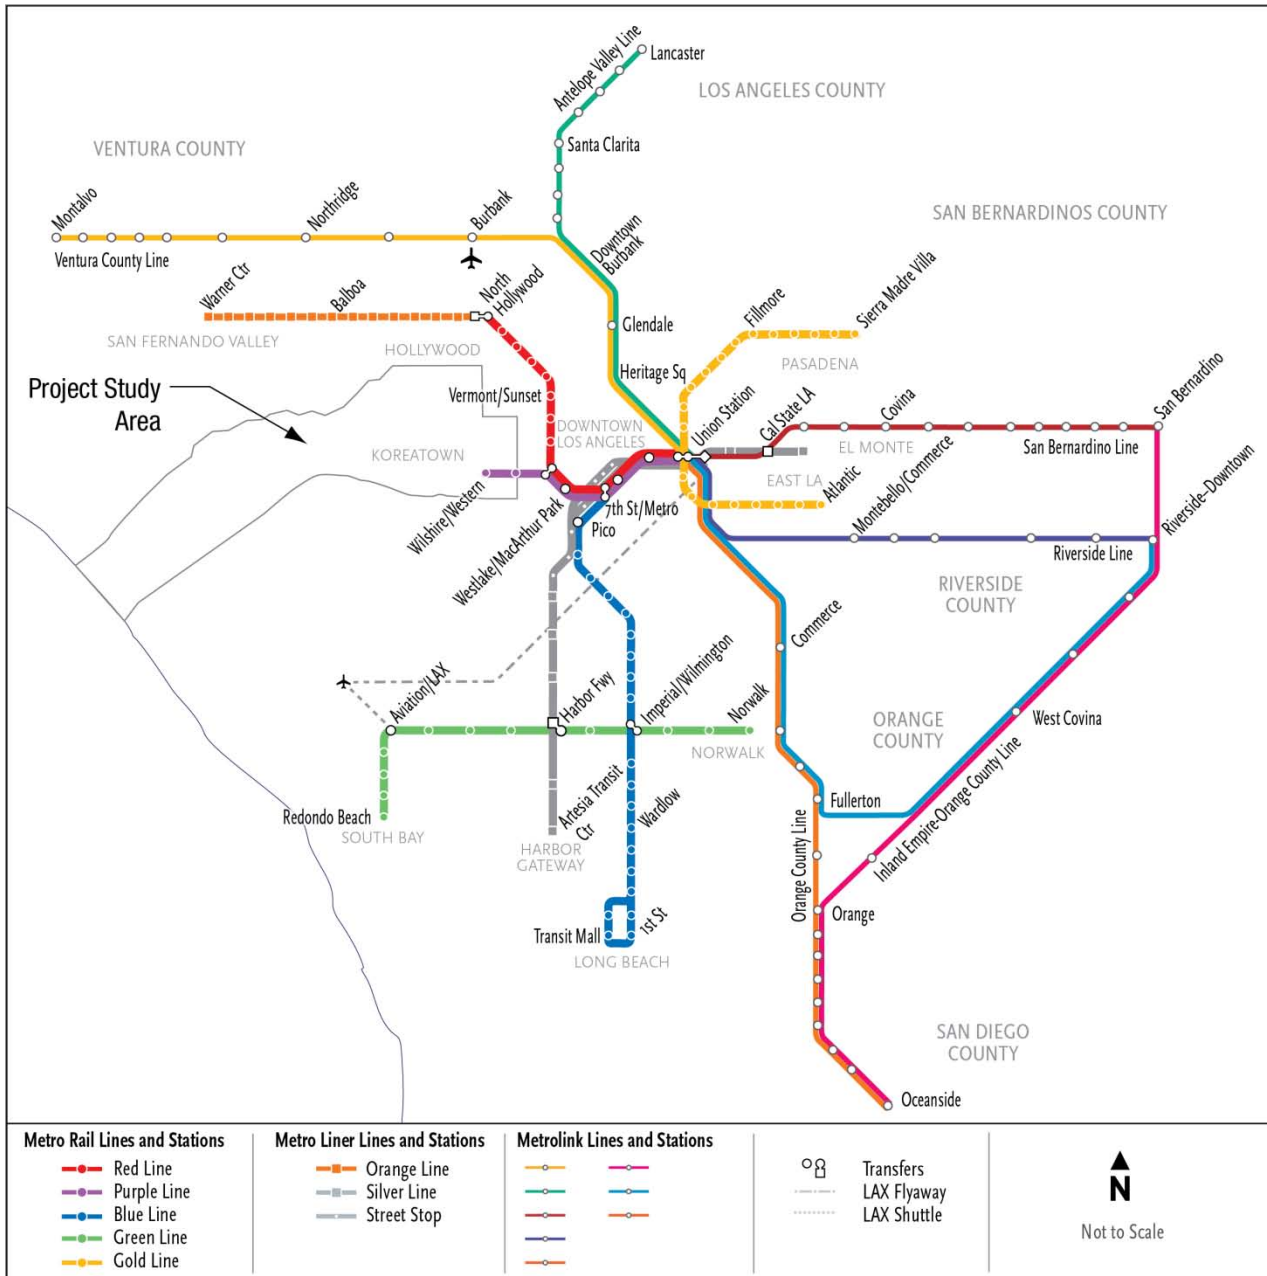 Antelope Valley Line
Lancaster
LOS ANGELES COUNTY
Santa Clarita
VENTURA COUNTY
Montalvo
Northridge
Burbank
Ventura County Line
Downtown
Burbank
SAN BERNARDINOS COUNTY
Warner Ctr
Balboa
North
Hollywood
SAN FERNANDO VALLEY
HOLLYWOOD
Glendale
Fillmore
Sierra Madre Villa
PASADENA
Heritage Sq
Project Study
Area
Vermont/Sunset
DOWNTOWN
LOS ANGELES
Union Station
Cal State LA
Covina
San Bernardino
EL MONTE
San Bernardino Line
KOREATOWN
EAST LA
Wilshire/Western
Westlake/MacArthur Park
7th St/Metro
Pico
Atlantic
Montebello/Commerce
Riverside-Downtown
Riverside Line
RIVERSIDE
COUNTY
Commerce
Aviation/LAX
Harbor Fwy
Imperial/Wilmington
Norwalk
NORWALK
ORANGE
COUNTY
West Covina
Redondo Beach
SOUTH BAY
Artesia Transit
Ctr
HARBOR
GATEWAY
Wardlow
Fullerton
Orange County Line
Inland Empire-Orange County Line
Orange
Transit Mall
1st St
LONG BEACH
SAN DIEGO
COUNTY
Oceanside
Metro Rail Lines and Stations
Red Line
Purple Line
Blue Line
Green Line
Gold Line
Metro Liner Lines and Stations
Orange Line
Silver Line
Street Stop
Metrolink Lines and Stations
Transfers
LAX Flyaway
LAX Shuttle
N
Not to Scale